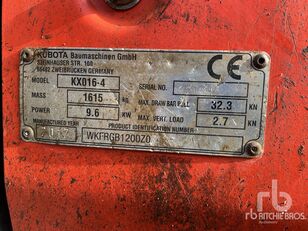 KUBOTA Baumaschinen GmbH
STEINHAUSER STR. 100
66482 ZWEIBRÜCKEN GERMANY
MODEL KX016-4 SERIAL NO.
MASS 1615 kg MAX. DRAW BAR PULL 32.3 KN
POWER 9.6 kW MAX. VERT. LOAD 2.7 KN
MANUFACTURED YEAR PRODUCT IDENTIFICATION NUMBER
WKFRGB1200Z0
CE
rb
RITCHIE BROS